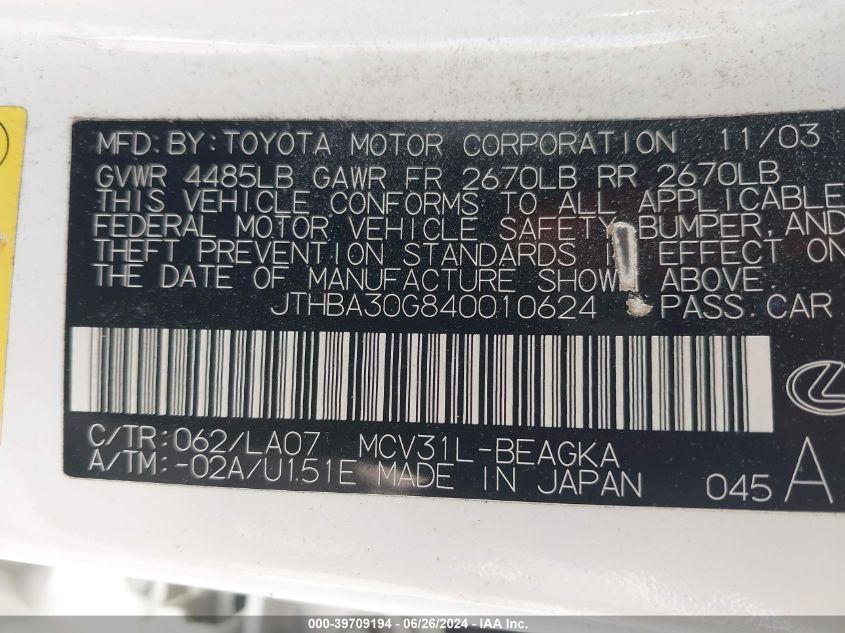 MFD. BY: TOYOTA MOTOR CORPORATION 11/03
GVWR 4485LB GAWR FR 2670LB RR 2670LB
THIS VEHICLE CONFORMS TO ALL APPLICABLE
FEDERAL MOTOR VEHICLE SAFETY, BUMPER, AND
THEFT PREVENTION STANDARDS IN EFFECT ON
THE DATE OF MANUFACTURE SHOWN ABOVE.
JTHBA30G840010624 PASS. CAR
C/TR: 062/LA07 MCV31L-BEAGKA
A/TM: -02A/U151E MADE IN JAPAN 045 A
000-39709194 - 06/26/2024 - IAA Inc.